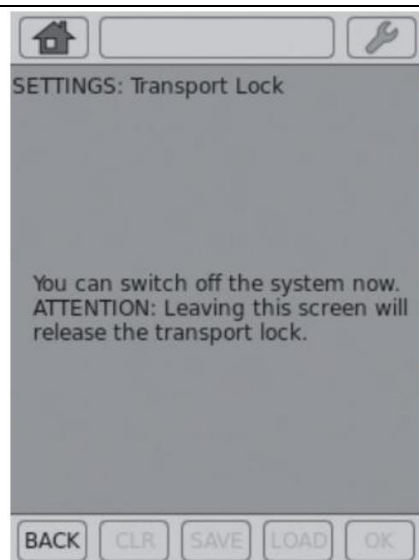 SETTINGS: Transport Lock
You can switch off the system now.
ATTENTION: Leaving this screen will
release the transport lock.
BACK CLR SAVE LOAD OK